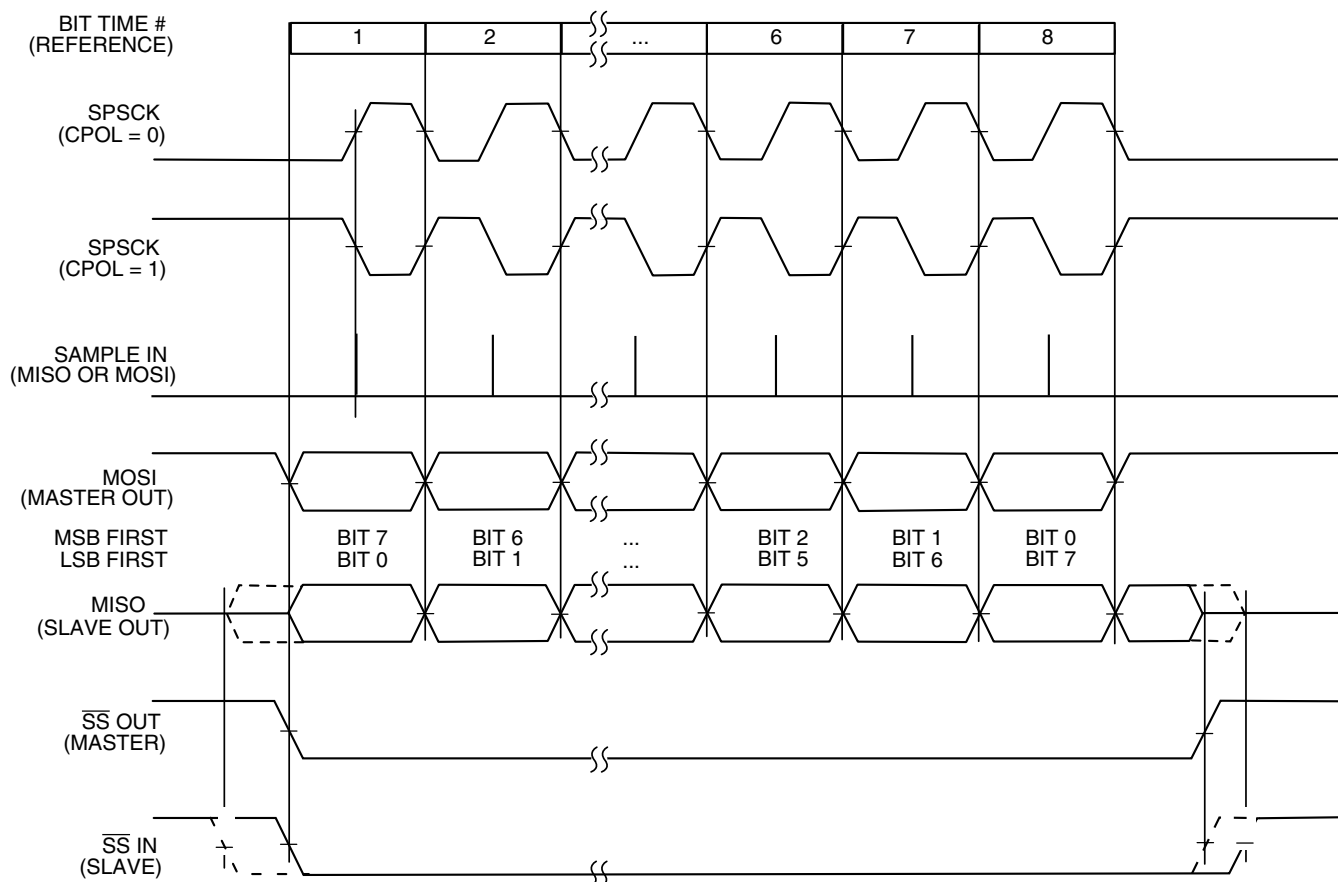 BIT TIME #
(REFERENCE)
1 2 ... 6 7 8
SPSCK
(CPOL = 0)
SPSCK
(CPOL = 1)
SAMPLE IN
(MISO OR MOSI)
MOSI
(MASTER OUT)
MSB FIRST BIT 7 BIT 6 ... BIT 2 BIT 1 BIT 0
LSB FIRST BIT 0 BIT 1 ... BIT 5 BIT 6 BIT 7
MISO
(SLAVE OUT)
S̅S̅ OUT
(MASTER)
S̅S̅ IN
(SLAVE)